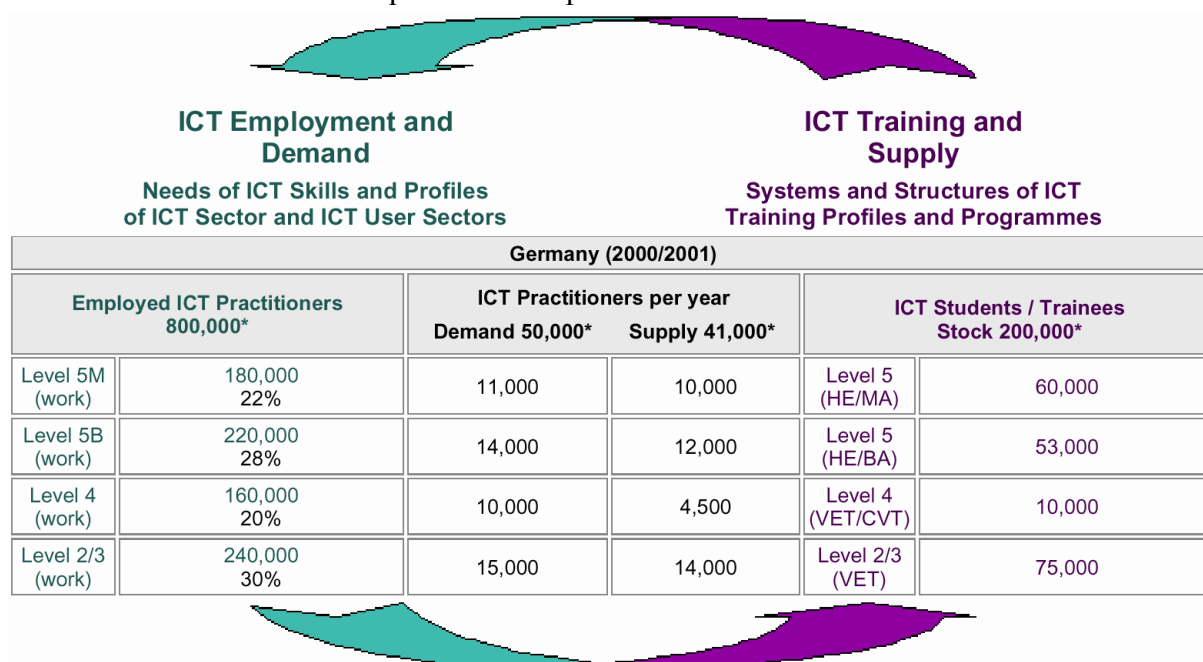 ICT Employment and
Demand
Needs of ICT Skills and Profiles
of ICT Sector and ICT User Sectors
ICT Training and
Supply
Systems and Structures of ICT
Training Profiles and Programmes
Germany (2000/2001)
Employed ICT Practitioners
800,000*
ICT Practitioners per year
Demand 50,000* Supply 41,000*
ICT Students / Trainees
Stock 200,000*
Level 5M
(work)
180,000
22%
11,000
10,000
Level 5
(HE/MA)
60,000
Level 5B
(work)
220,000
28%
14,000
12,000
Level 5
(HE/BA)
53,000
Level 4
(work)
160,000
20%
10,000
4,500
Level 4
(VET/CVT)
10,000
Level 2/3
(work)
240,000
30%
15,000
14,000
Level 2/3
(VET)
75,000